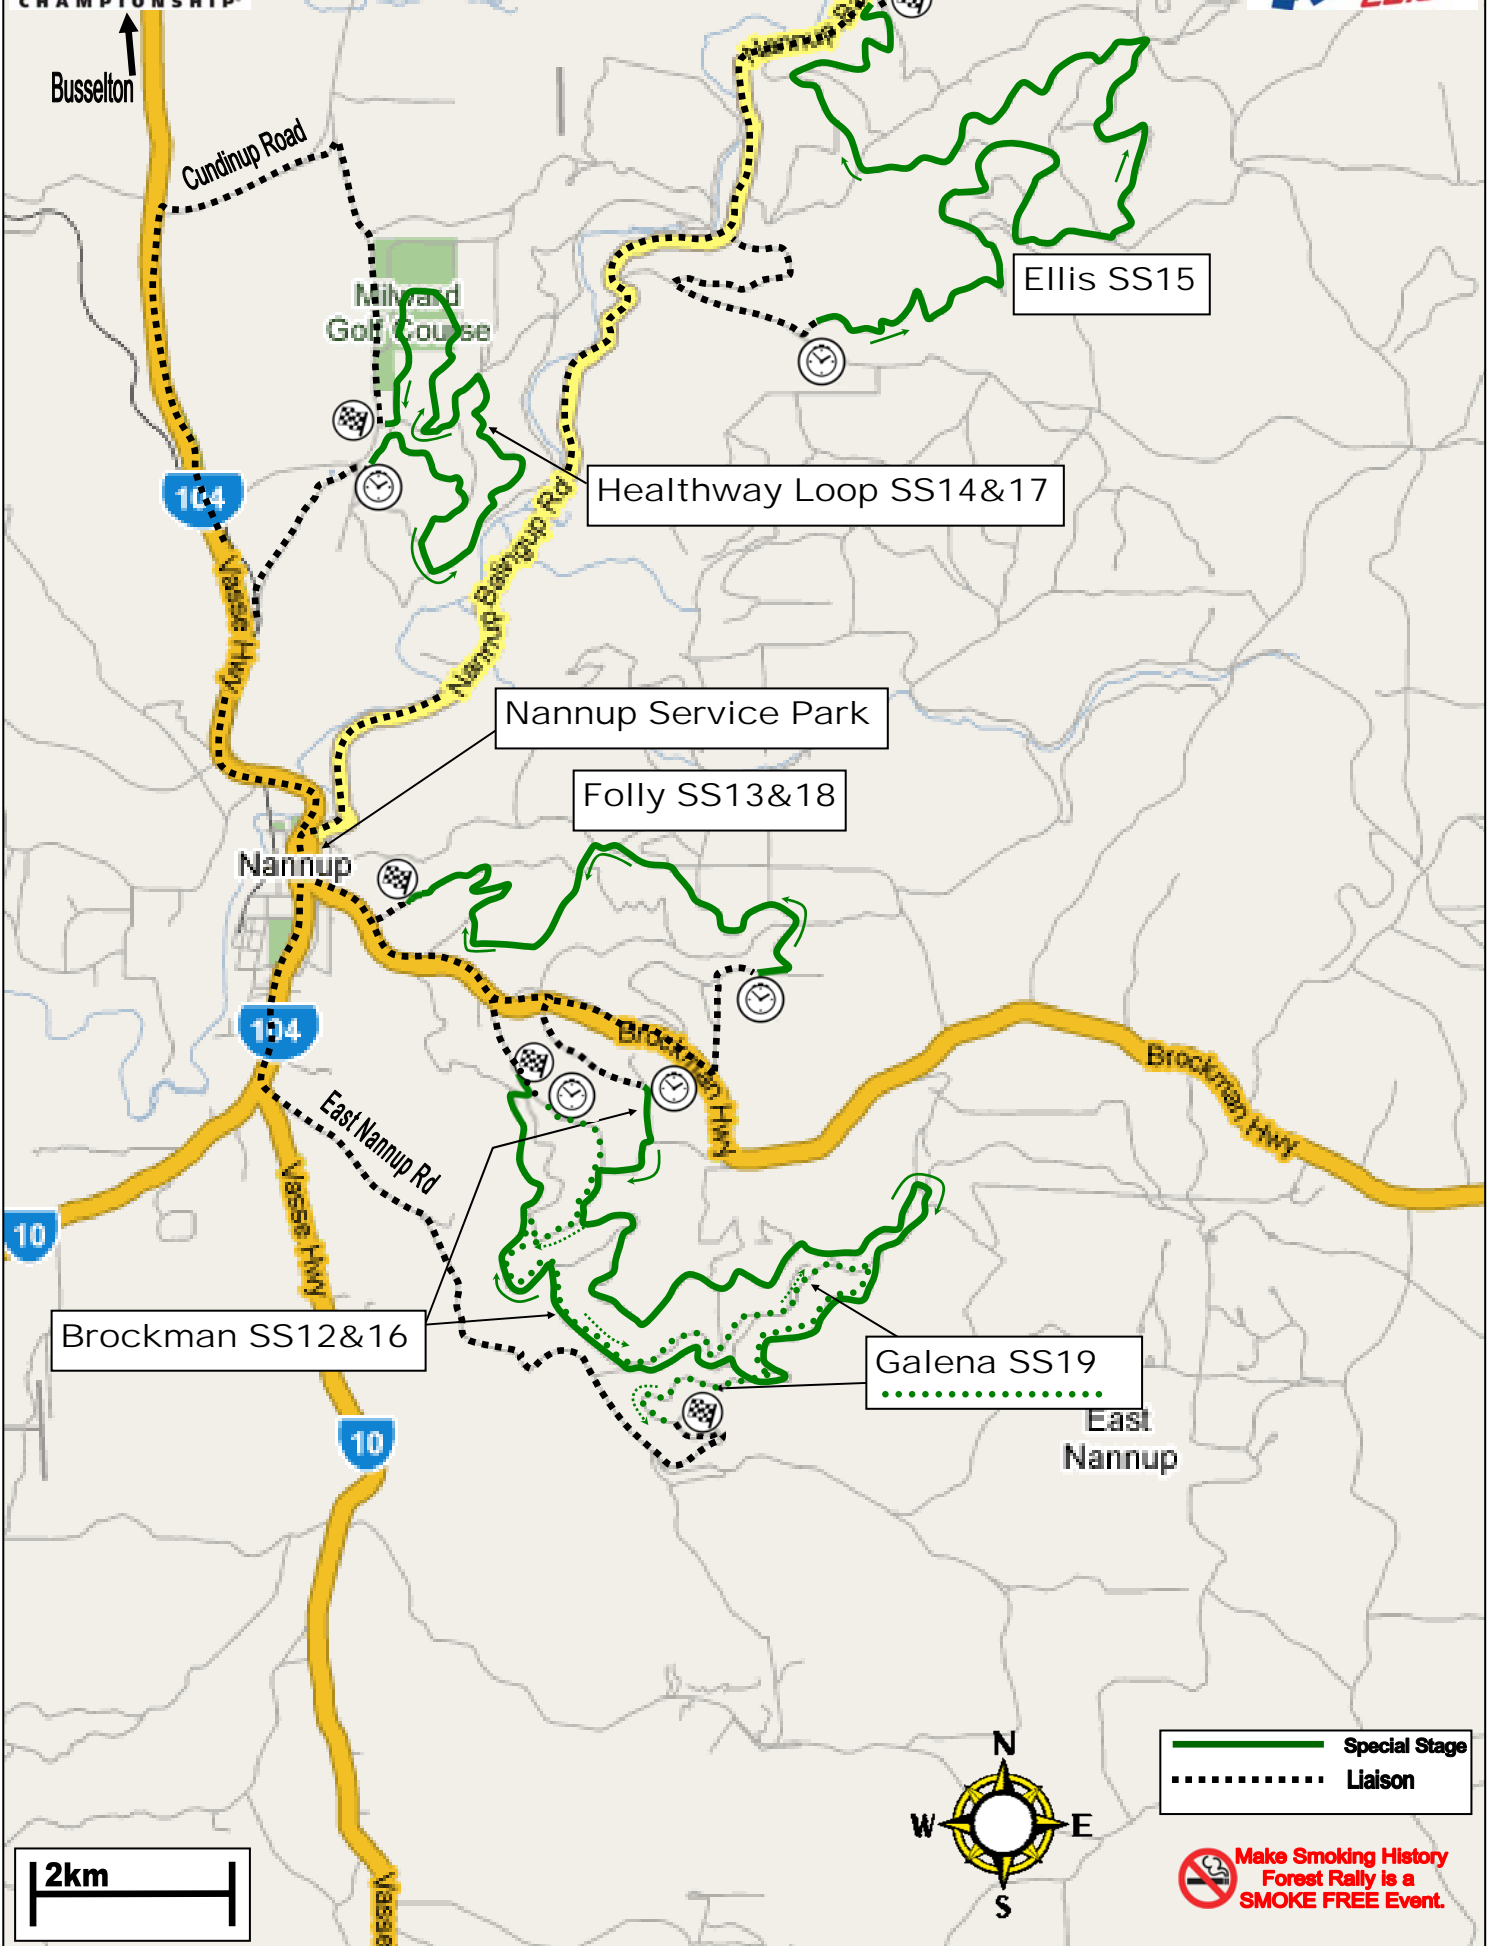 CHAMPIONSHIP
Busselton
Cundinup Road
Nannup
Milward
Golf Course
Ellis SS15
104
Healthway Loop SS14&17
Vasse Hwy
Nannup Balingup Rd
Nannup Service Park
Folly SS13&18
Nannup
104
Brockman Hwy
Brockman Hwy
East Nannup Rd
Vasse Hwy
10
Brockman SS12&16
Galena SS19
East
Nannup
10
N
W E
S
Special Stage
Liaison
2km
Vasse
Make Smoking History
Forest Rally is a
SMOKE FREE Event.